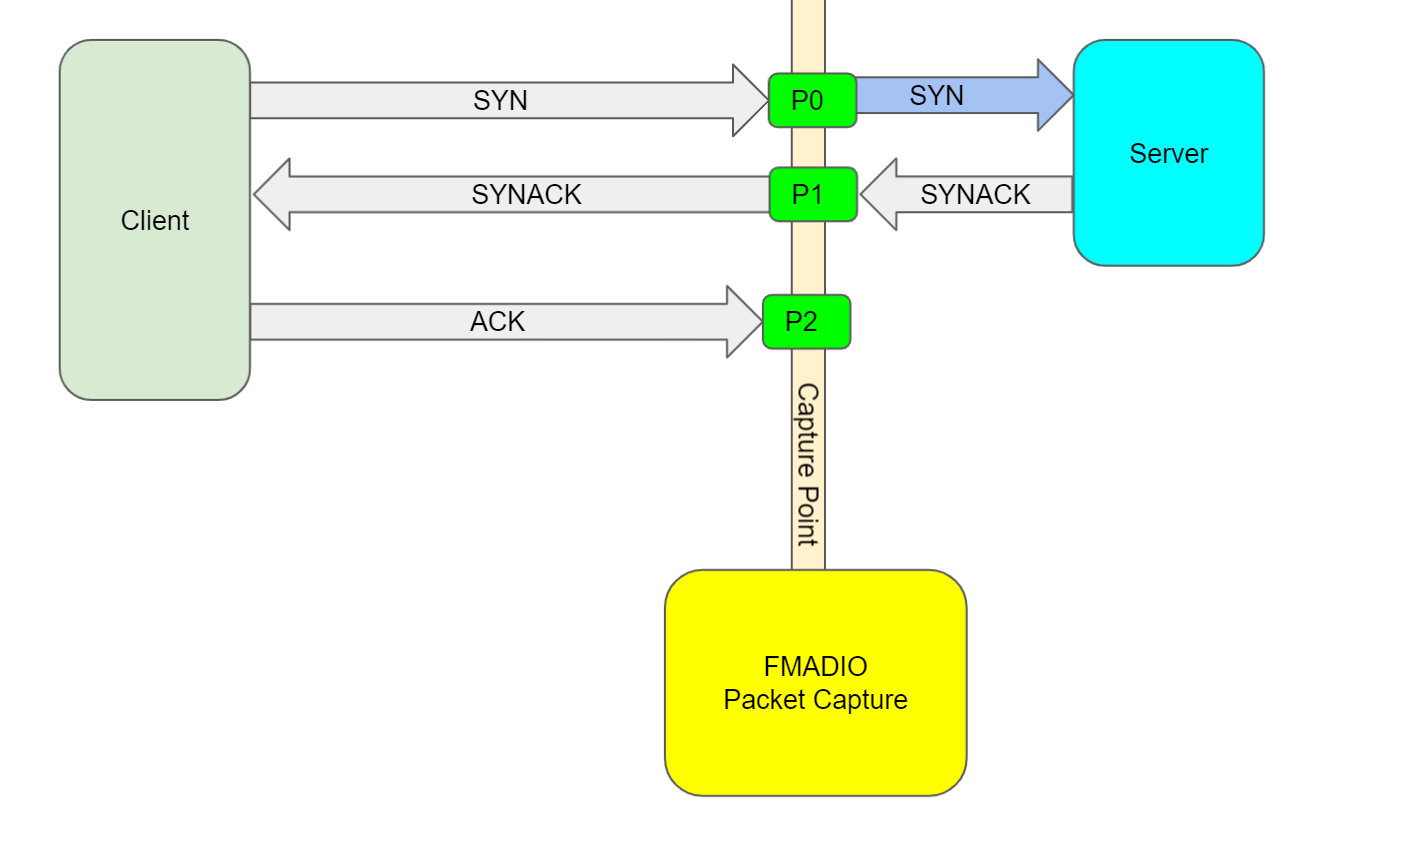 SYN
P0
SYN
Server
SYNACK
P1
SYNACK
Client
ACK
P2
Capture Point
FMADIO
Packet Capture